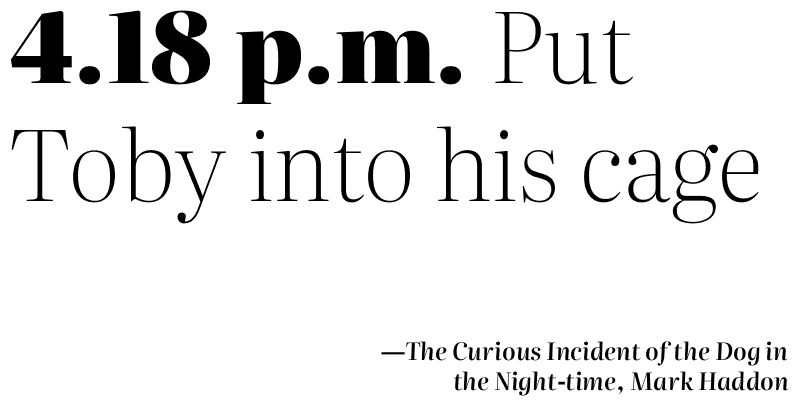 4.18 p.m. Put
Toby into his cage
—The Curious Incident of the Dog in
the Night-time, Mark Haddon